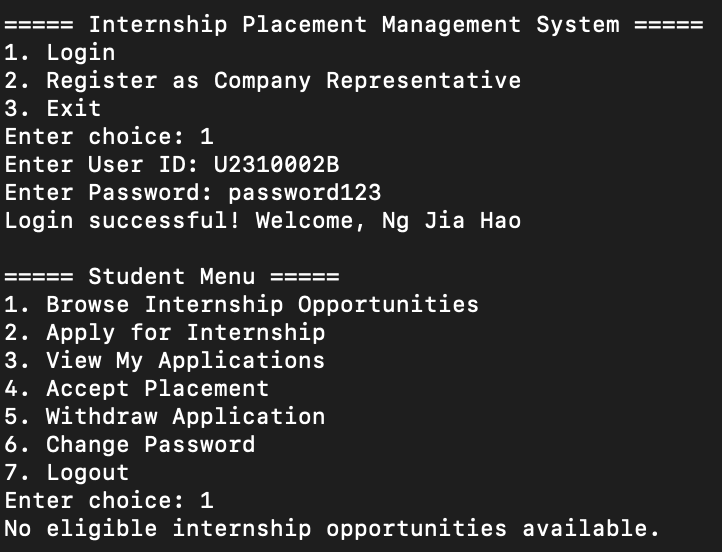 ===== Internship Placement Management System =====
1. Login
2. Register as Company Representative
3. Exit
Enter choice: 1
Enter User ID: U2310002B
Enter Password: password123
Login successful! Welcome, Ng Jia Hao

===== Student Menu =====
1. Browse Internship Opportunities
2. Apply for Internship
3. View My Applications
4. Accept Placement
5. Withdraw Application
6. Change Password
7. Logout
Enter choice: 1
No eligible internship opportunities available.